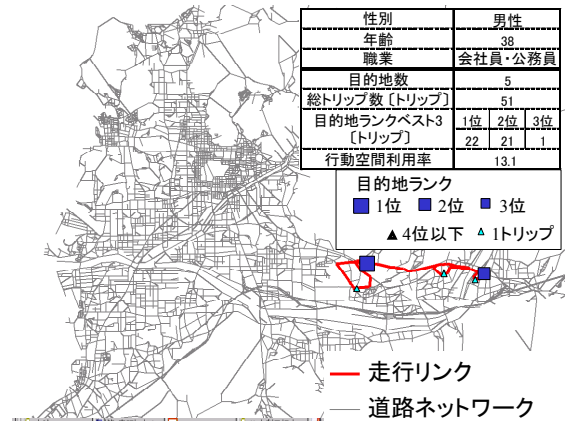 性別 男性
年齢 38
職業 会社員・公務員
目的地数 5
総トリップ数〔トリップ〕 51
目的地ランクベスト3 1位 2位 3位
〔トリップ〕 22 21 1
行動空間利用率 13.1
目的地ランク
1位 2位 3位
4位以下 1トリップ
走行リンク
道路ネットワーク